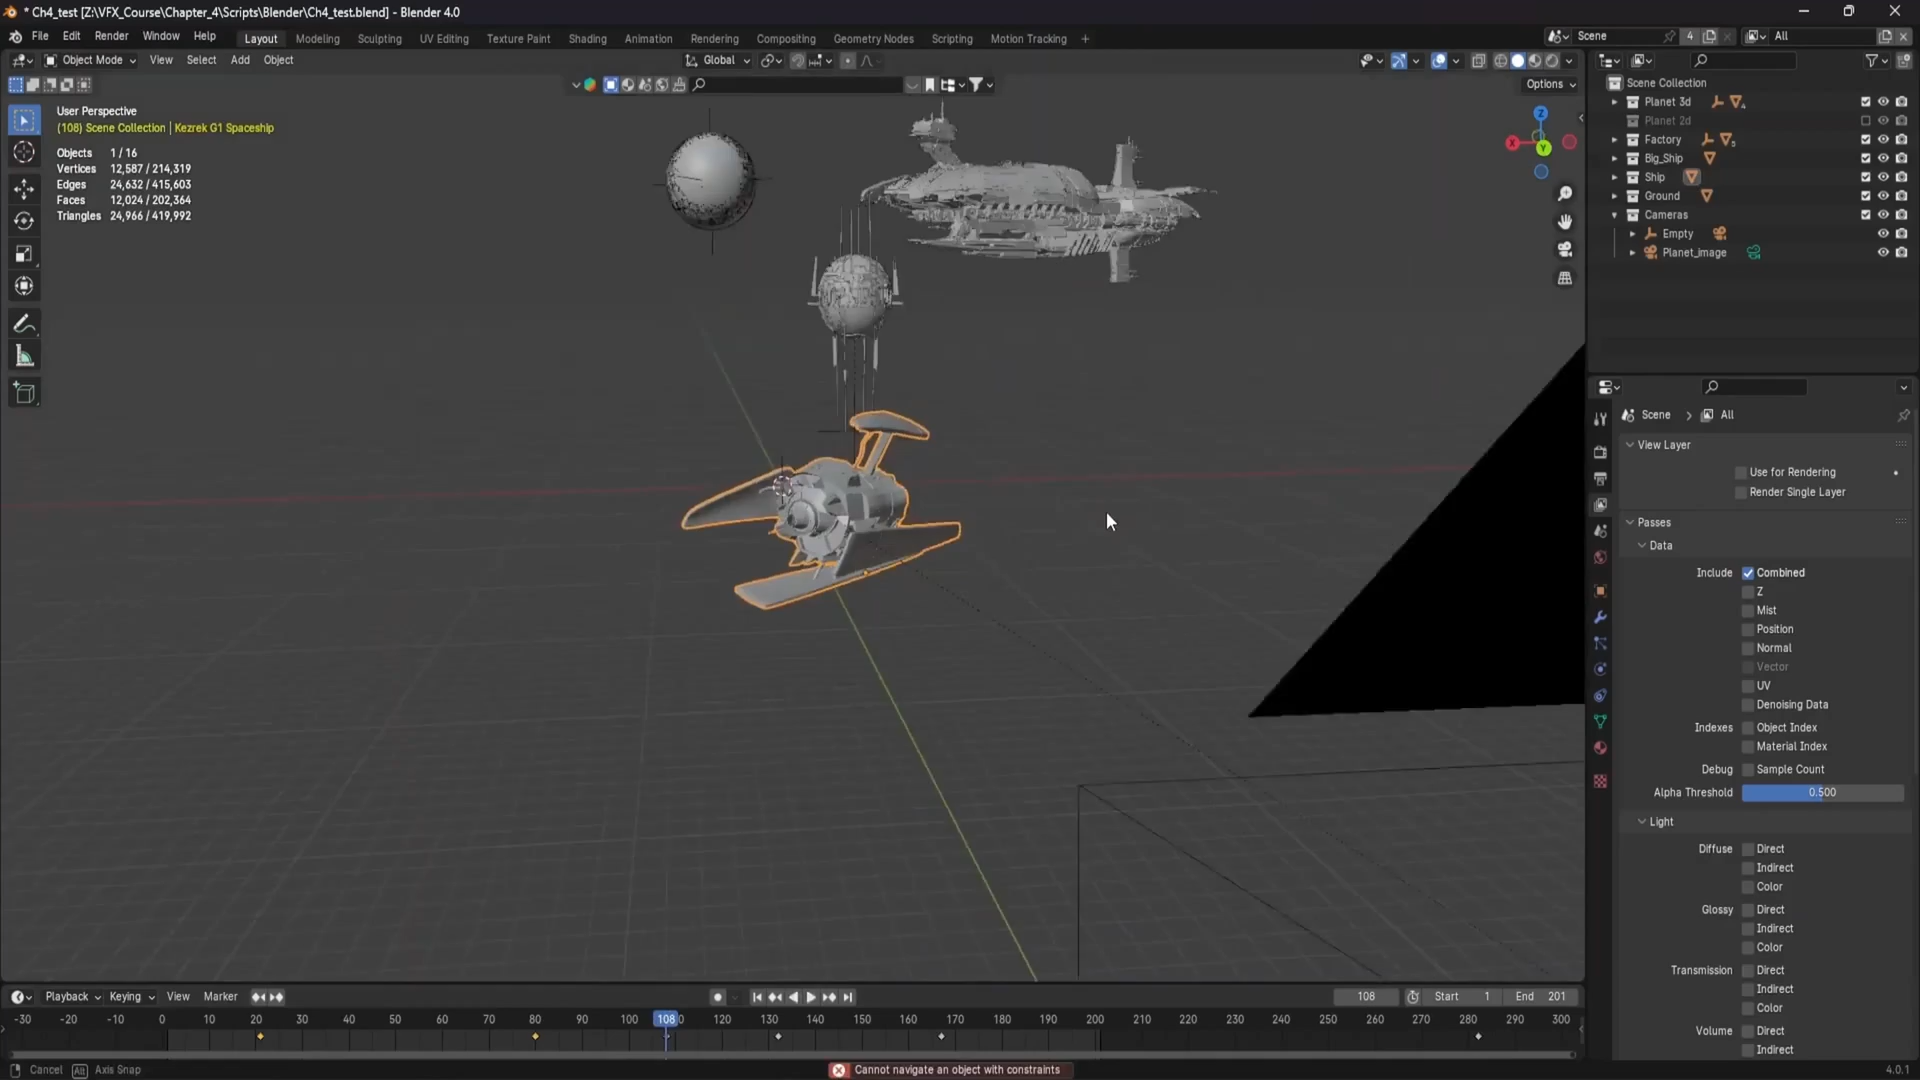 * Ch4_test [Z:\VFX_Course\Chapter_4\Scripts\Blender\Ch4_test.blend] - Blender 4.0
File Edit Render Window Help Layout Modeling Sculpting UV Editing Texture Paint Shading Animation Rendering Compositing Geometry Nodes Scripting Motion Tracking + Scene 4 All
Object Mode View Select Add Object Global
Options
User Perspective
(108) Scene Collection | Kezrek G1 Spaceship
Objects 1 / 16
Vertices 12,587 / 214,319
Edges 24,632 / 415,603
Faces 12,024 / 202,364
Triangles 24,966 / 419,992
Z
X
Y
Scene Collection
Planet 3d
Planet 2d
Factory
Big_Ship
Ship
Ground
Cameras
Empty
Planet_image
Scene > All
View Layer
Use for Rendering
Render Single Layer
Passes
Data
Include Combined
Z
Mist
Position
Normal
Vector
UV
Denoising Data
Indexes Object Index
Material Index
Debug Sample Count
Alpha Threshold 0.500
Light
Diffuse Direct
Indirect
Color
Glossy Direct
Indirect
Color
Transmission Direct
Indirect
Color
Volume Direct
Indirect
Playback Keying View Marker 108 Start 1 End 201
-30 -20 -10 0 10 20 30 40 50 60 70 80 90 100 108 120 130 140 150 160 170 180 190 200 210 220 230 240 250 260 270 280 290 300
Cancel Alt Axis Snap Cannot navigate an object with constraints 4.0.1